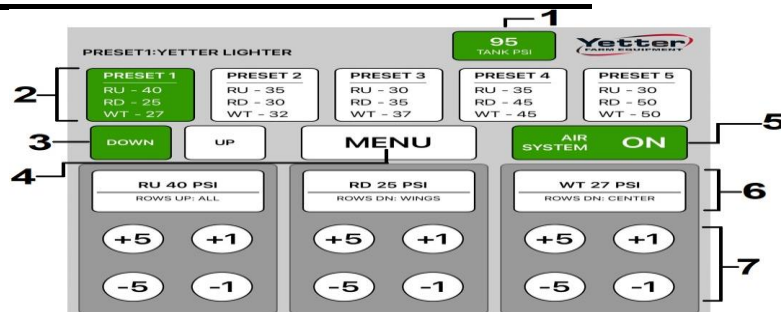 1
95
TANK PSI
PRESET1:YETTER LIGHTER
Yetter
FARM EQUIPMENT
2
PRESET 1
RU - 40
RD - 25
WT - 27
PRESET 2
RU - 35
RD - 30
WT - 32
PRESET 3
RU - 30
RD - 35
WT - 37
PRESET 4
RU - 35
RD - 45
WT - 45
PRESET 5
RU - 30
RD - 50
WT - 50
3
DOWN
UP
MENU
AIR SYSTEM ON
5
4
RU 40 PSI
ROWS UP: ALL
RD 25 PSI
ROWS DN: WINGS
WT 27 PSI
ROWS DN: CENTER
6
+5 +1 +5 +1 +5 +1
7
-5 -1 -5 -1 -5 -1